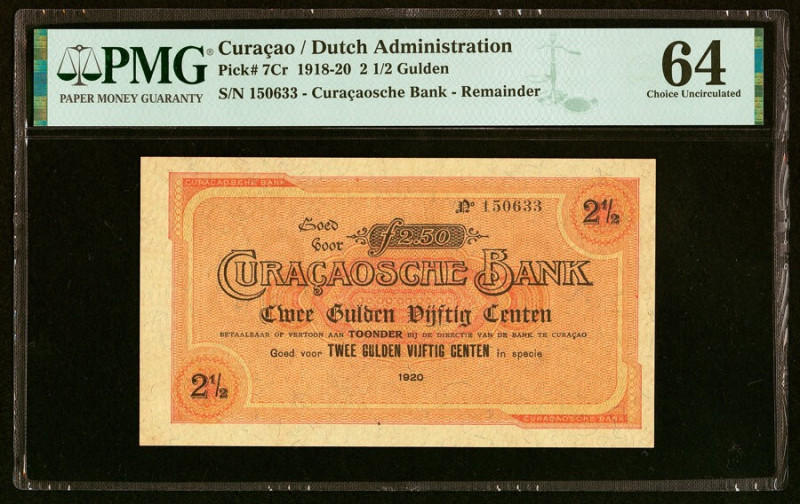 PMG®
PAPER MONEY GUARANTY
Curaçao / Dutch Administration
Pick# 7Cr 1918-20 2 1/2 Gulden
S/N 150633 - Curaçaosche Bank - Remainder
64
Choice Uncirculated
CURAÇAOSCHE BANK
No 150633
2½
Goed
voor
ƒ 2.50
CURAÇAOSCHE BANK
Twee Gulden Vijftig Centen
BETAALBAAR OP VERTOON AAN TOONDER BIJ DE DIRECTIE VAN DE BANK TE CURAÇAO
Goed voor TWEE GULDEN VIJFTIG CENTEN in specie
1920
2½
CURAÇAOSCHE BANK